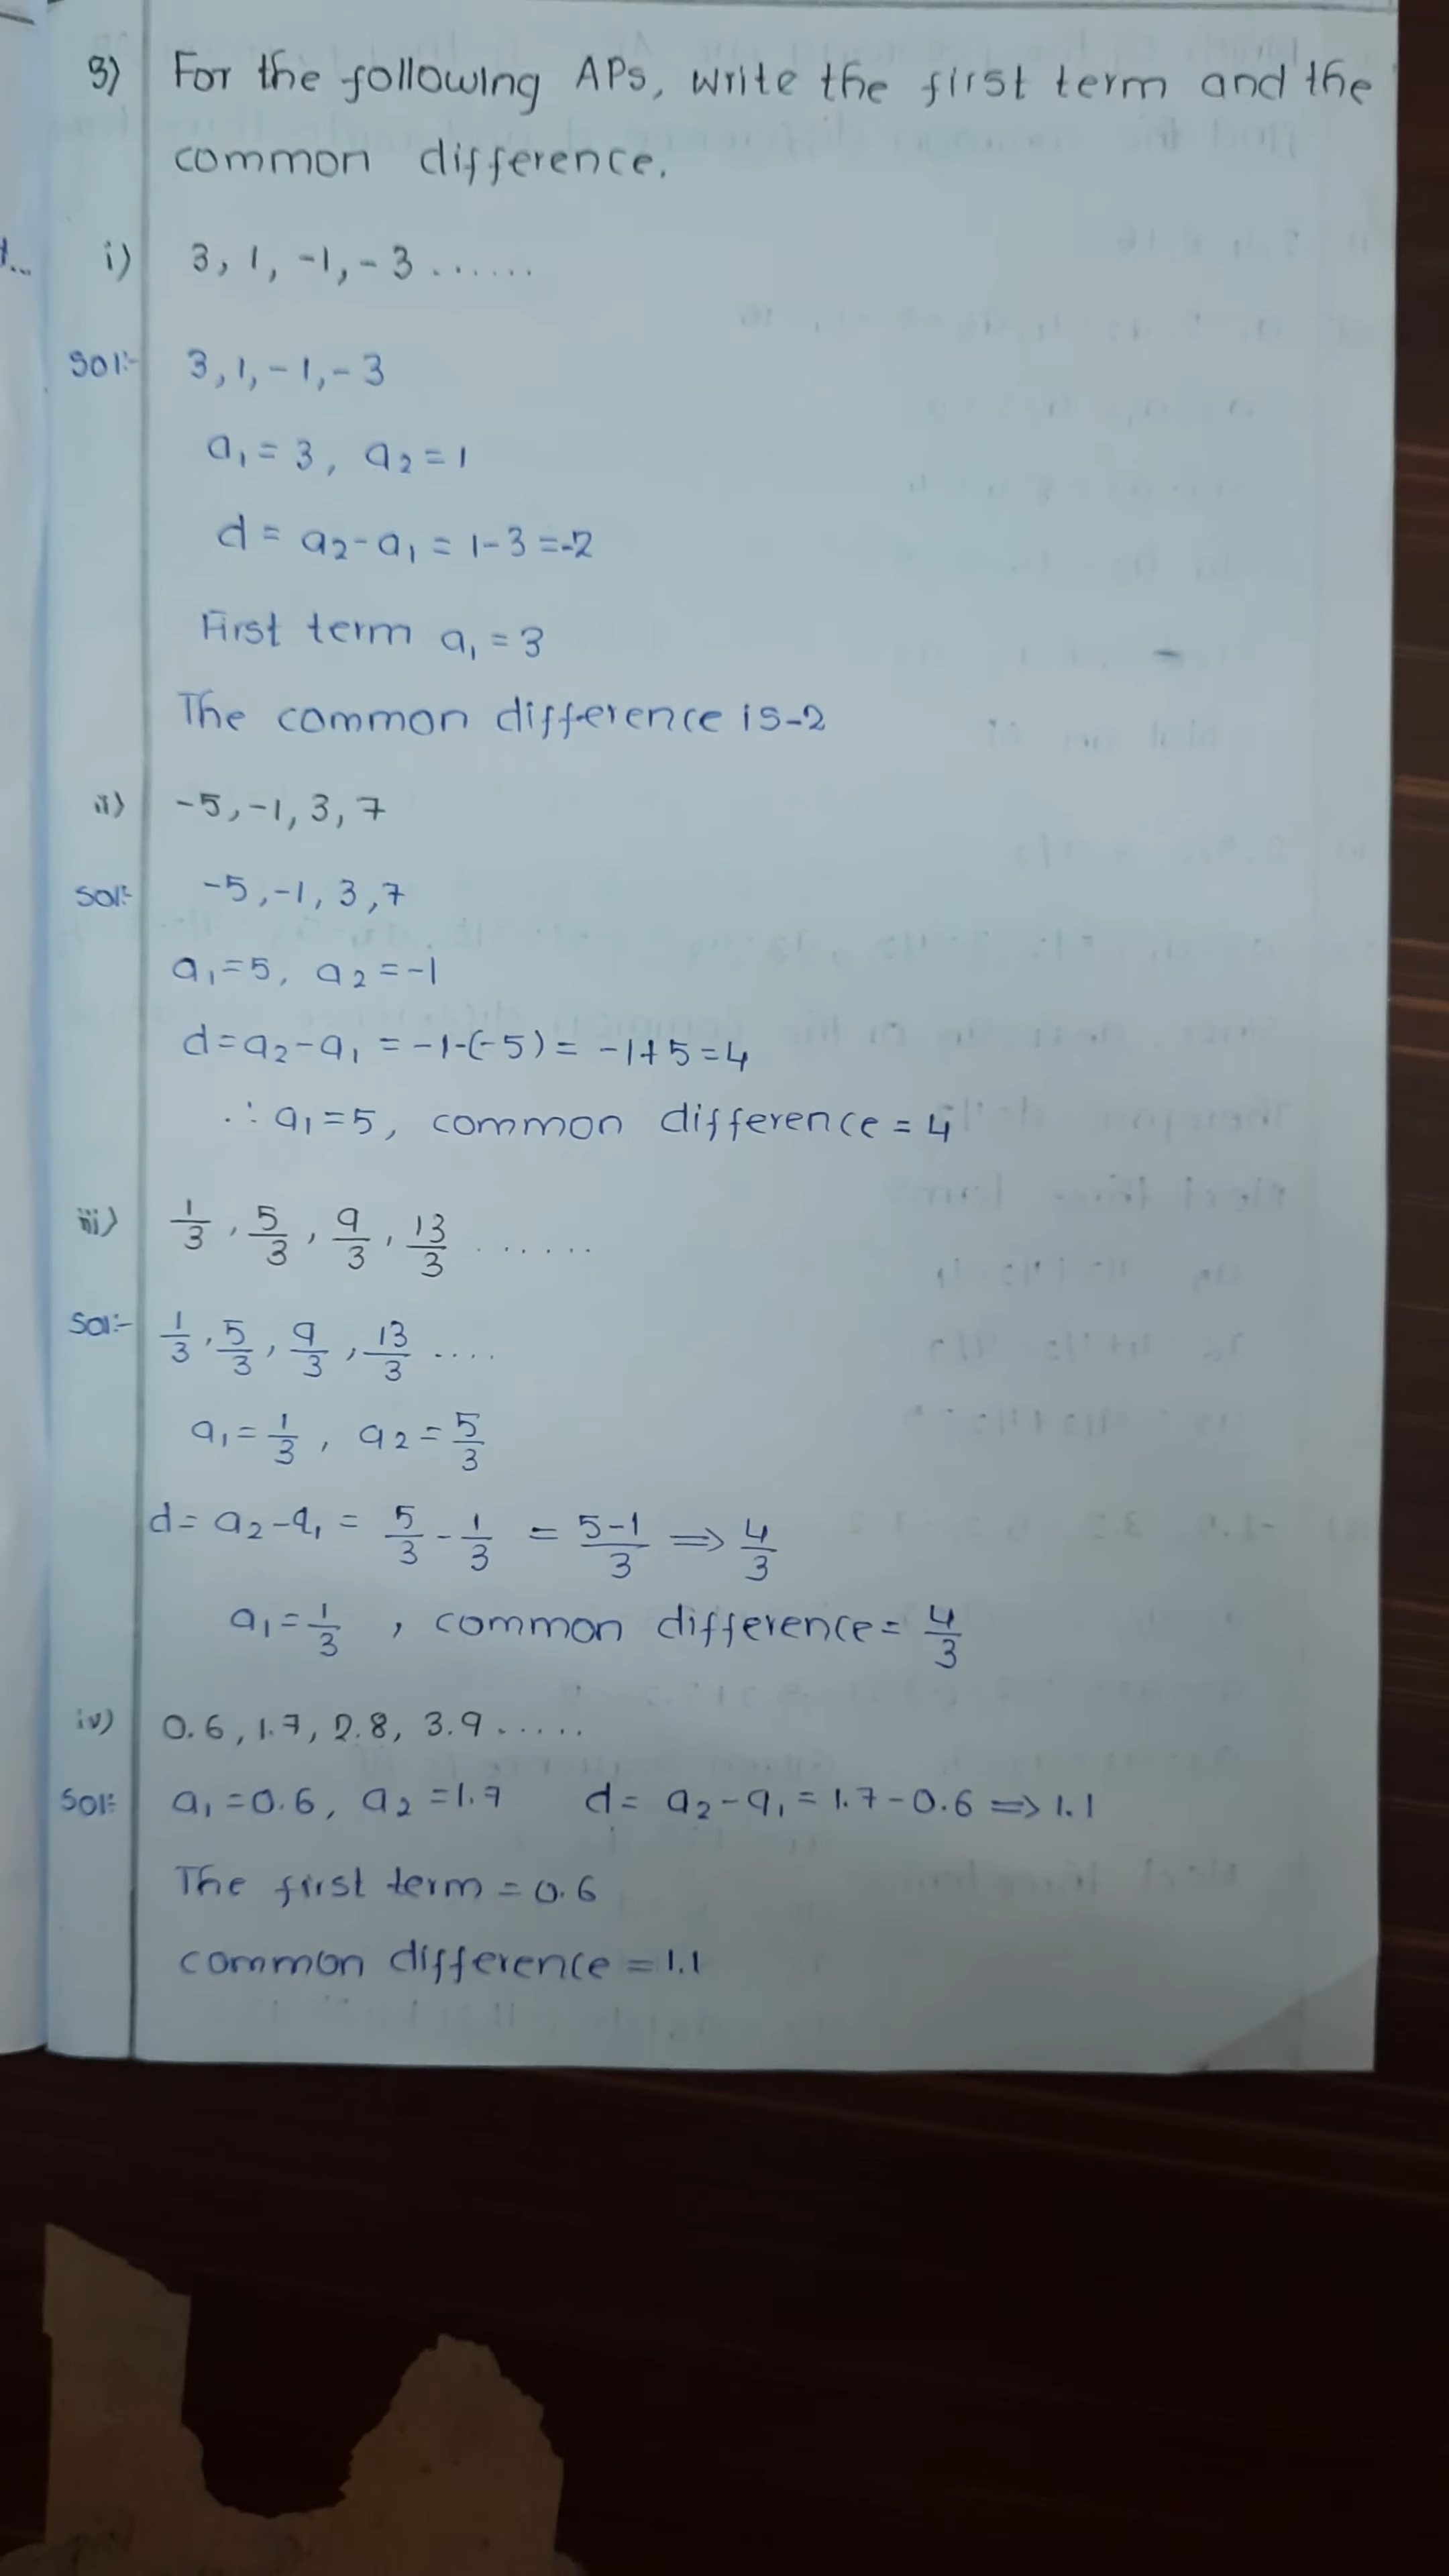 3) For the following APs, write the first term and the
common difference.
i) 3, 1, -1, -3 ......
Sol:- 3, 1, -1, -3
a₁ = 3, a₂ = 1
d = a₂ - a₁ = 1 - 3 = -2
First term a₁ = 3
The common difference is -2
ii) -5, -1, 3, 7
Sol:- -5, -1, 3, 7
a₁ = 5, a₂ = -1
d = a₂ - a₁ = -1 - (-5) = -1 + 5 = 4
∴ a₁ = 5, common difference = 4
iii) 1/3, 5/3, 9/3, 13/3 ......
Sol:- 1/3, 5/3, 9/3, 13/3 ....
a₁ = 1/3, a₂ = 5/3
d = a₂ - a₁ = 5/3 - 1/3 = 5-1/3 ⟹ 4/3
a₁ = 1/3, common difference = 4/3
iv) 0.6, 1.7, 2.8, 3.9 .....
Sol:- a₁ = 0.6, a₂ = 1.7 d = a₂ - a₁ = 1.7 - 0.6 ⟹ 1.1
The first term = 0.6
common difference = 1.1